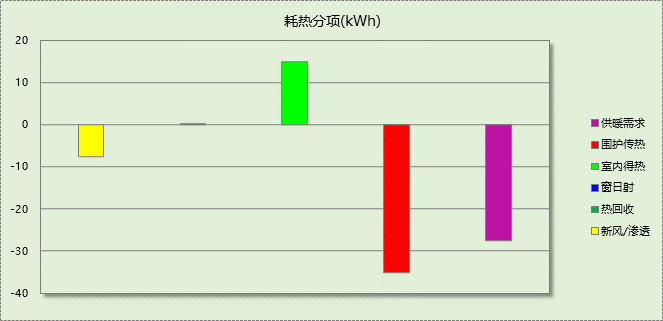 耗热分项(kWh)
20
10
0
-10
-20
-30
-40
供暖需求
围护传热
室内得热
窗日射
热回收
新风/渗透